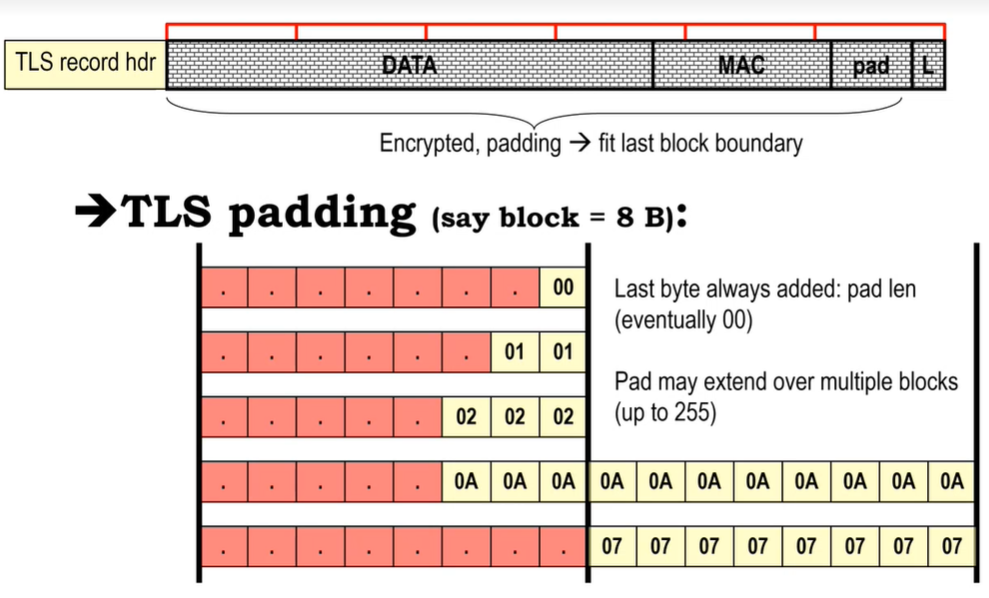 TLS record hdr DATA MAC pad L
Encrypted, padding → fit last block boundary
➔TLS padding (say block = 8 B):
. . . . . . . 00
. . . . . . 01 01
. . . . . 02 02 02
. . . . . 0A 0A 0A 0A 0A 0A 0A 0A 0A 0A 0A
. . . . . . . . 07 07 07 07 07 07 07 07
Last byte always added: pad len
(eventually 00)
Pad may extend over multiple blocks
(up to 255)